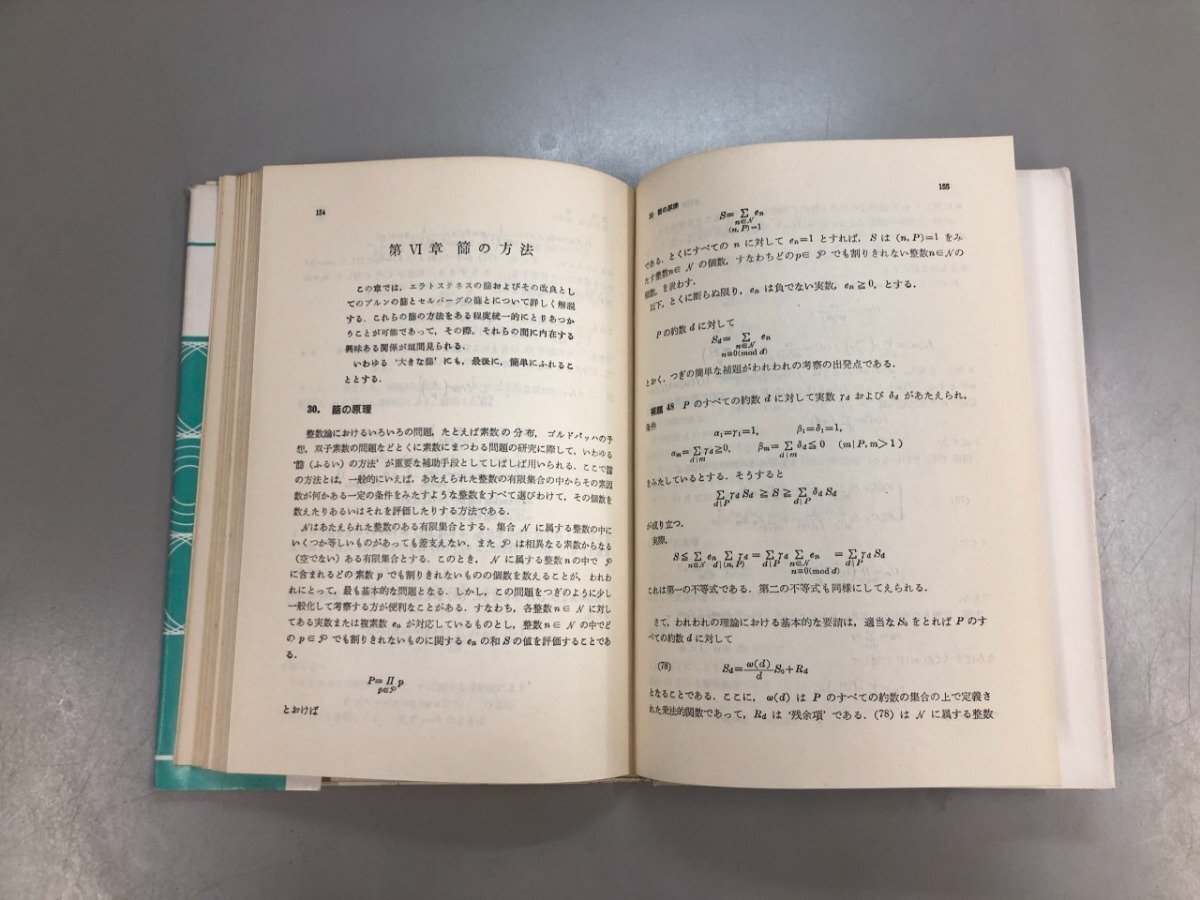 154
第 VI 章 篩の方法
この章では，エラトステネスの篩およびその改良とし
てのブルンの篩とセルバーグの篩とについて詳しく解説
する．これらの篩の方法をある程度統一的にとりあつか
うことが可能であって，その際，それらの間に内在する
興味ある関係が垣間見られる．
いわゆる ‘大きな篩’ にも，最後に，簡単にふれるこ
ととする．
30． 篩の原理
整数論におけるいろいろの問題，たとえば素数の分布，ゴルドバッハの予
想，双子素数の問題などとくに素数にまつわる問題の研究に際して，いわゆる
‘篩（ふるい）の方法’ が重要な補助手段としてしばしば用いられる．ここで篩
の方法とは，一般的にいえば，あたえられた整数の有限集合の中からその素因
数が何かある一定の条件をみたすような整数をすべて選びわけて，その個数を
数えたりあるいはそれを評価したりする方法である．
𝒩はあたえられた整数のある有限集合とする．集合 𝒩 に属する整数の中に
いくつか等しいものがあっても差支えない．また 𝒫 は相異なる素数からなる
（空でない）ある有限集合とする．このとき， 𝒩 に属する整数nの中で 𝒫
に含まれるどの素数 p でも割りきれないものの個数を数えることが，われわ
れにとって，最も基本的な問題となる．しかし，この問題をつぎのように少し
一般化して考察する方が便利なことがある．すなわち，各整数n∈ 𝒩 に対し
てある実数または複素数 eₙ が対応しているものとし，整数n∈ 𝒩 の中でど
の p∈𝒫 でも割りきれないものに関する eₙ の和 S の値を評価することであ
る．
P= Π p
p∈𝒫
とおけば
30 篩の原理
155
S= Σ eₙ
n∈𝒩
(n, P)=1
である．とくにすべての n に対して eₙ=1 とすれば，S は (n, P)=1 をみ
たす整数n∈ 𝒩 の個数，すなわちどのp∈ 𝒫 でも割りきれない整数n∈𝒩の
個数，を表わす．
以下，とくに断らぬ限り，eₙ は負でない実数，eₙ≧0，とする．
Pの約数 d に対して
S_d= Σ eₙ
n∈𝒩
n≡0(mod d)
とおく．つぎの簡単な補題がわれわれの考察の出発点である．
補題 48 P のすべての約数 d に対して実数 γ_d および δ_d があたえられ，
条件
α₁=γ₁=1, β₁=δ₁=1,
α_m= Σ γ_d≧0, β_m= Σ δ_d≦0 (m|P, m>1)
d|m d|m
をみたしているとする．そうすると
Σ γ_d S_d ≧ S ≧ Σ δ_d S_d
d|P d|P
が成り立つ．
実際，
S≦ Σ eₙ Σ γ_d = Σ γ_d Σ eₙ = Σ γ_d S_d
n∈𝒩 d|(n, P) d|P n∈𝒩 d|P
n≡0(mod d)
これは第一の不等式である．第二の不等式も同様にしてえられる．
さて，われわれの理論における基本的な要請は，適当な S₀ をとれば P のす
べての約数 d に対して
(78) S_d= ω(d)/d S₀+R_d
となることである．ここに， ω(d) は P のすべての約数の集合の上で定義さ
れた乗法的関数であって，R_d は ‘残余項’ である．(78) は 𝒩 に属する整数